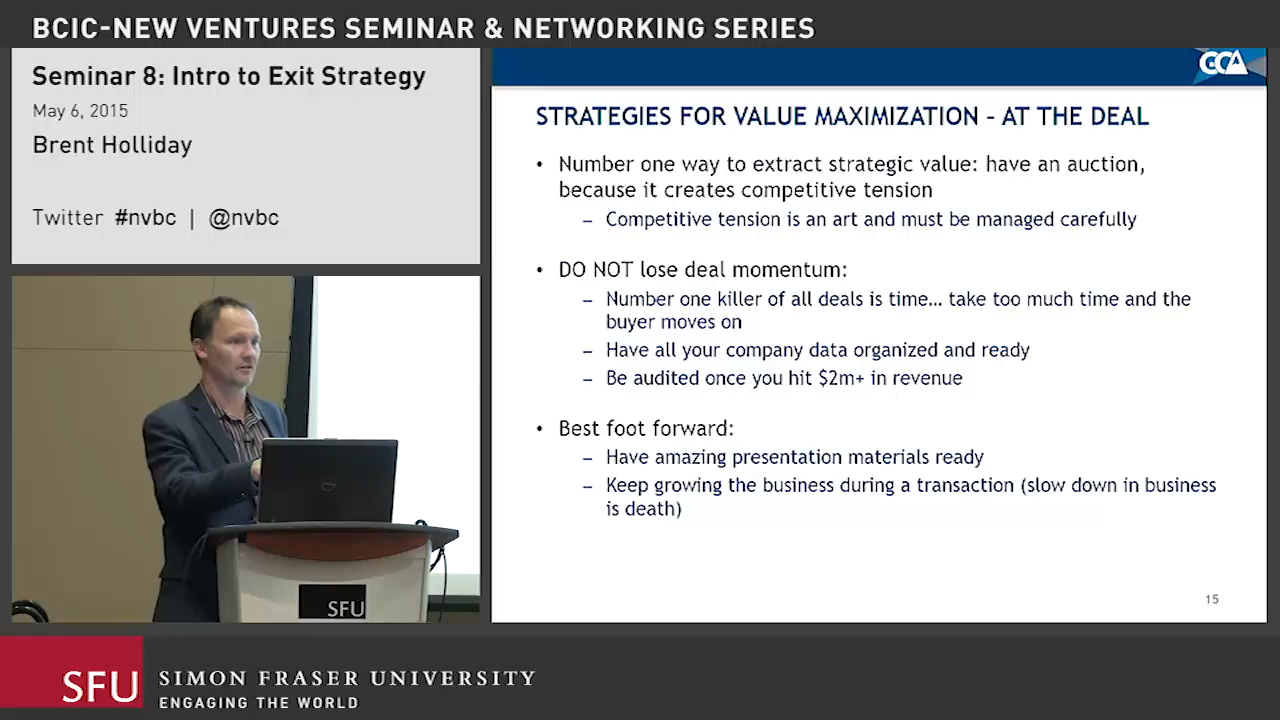 BCIC-NEW VENTURES SEMINAR & NETWORKING SERIES
Seminar 8: Intro to Exit Strategy
May 6, 2015
Brent Holliday
Twitter #nvbc | @nvbc
CCA
STRATEGIES FOR VALUE MAXIMIZATION – AT THE DEAL
• Number one way to extract strategic value: have an auction,
because it creates competitive tension
– Competitive tension is an art and must be managed carefully
• DO NOT lose deal momentum:
– Number one killer of all deals is time… take too much time and the
buyer moves on
– Have all your company data organized and ready
– Be audited once you hit $2m+ in revenue
• Best foot forward:
– Have amazing presentation materials ready
– Keep growing the business during a transaction (slow down in business
is death)
15
SFU
SFU
SIMON FRASER UNIVERSITY
ENGAGING THE WORLD